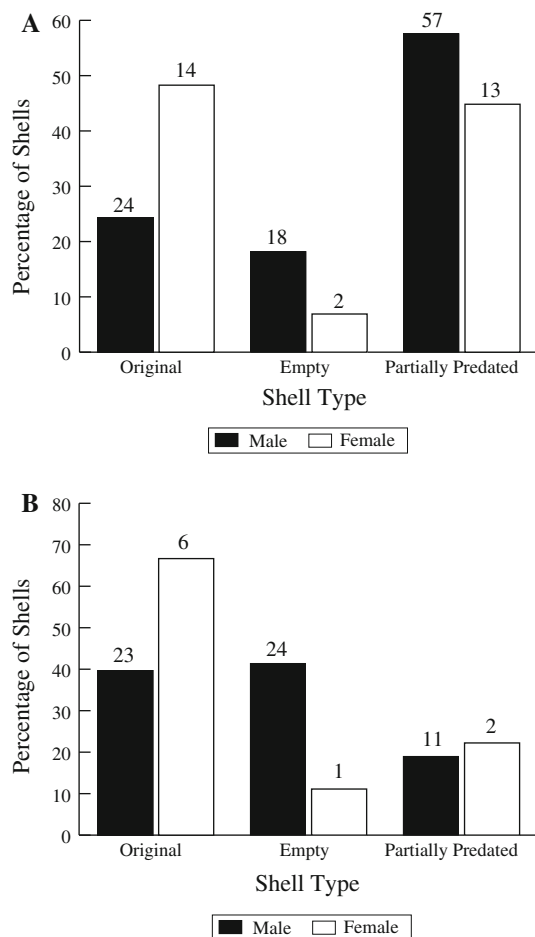 A
Percentage of Shells
60
50
40
30
20
10
0
24
14
18
2
57
13
Original
Empty
Partially Predated
Shell Type
Male
Female
B
Percentage of Shells
80
70
60
50
40
30
20
10
0
23
6
24
1
11
2
Original
Empty
Partially Predated
Shell Type
Male
Female